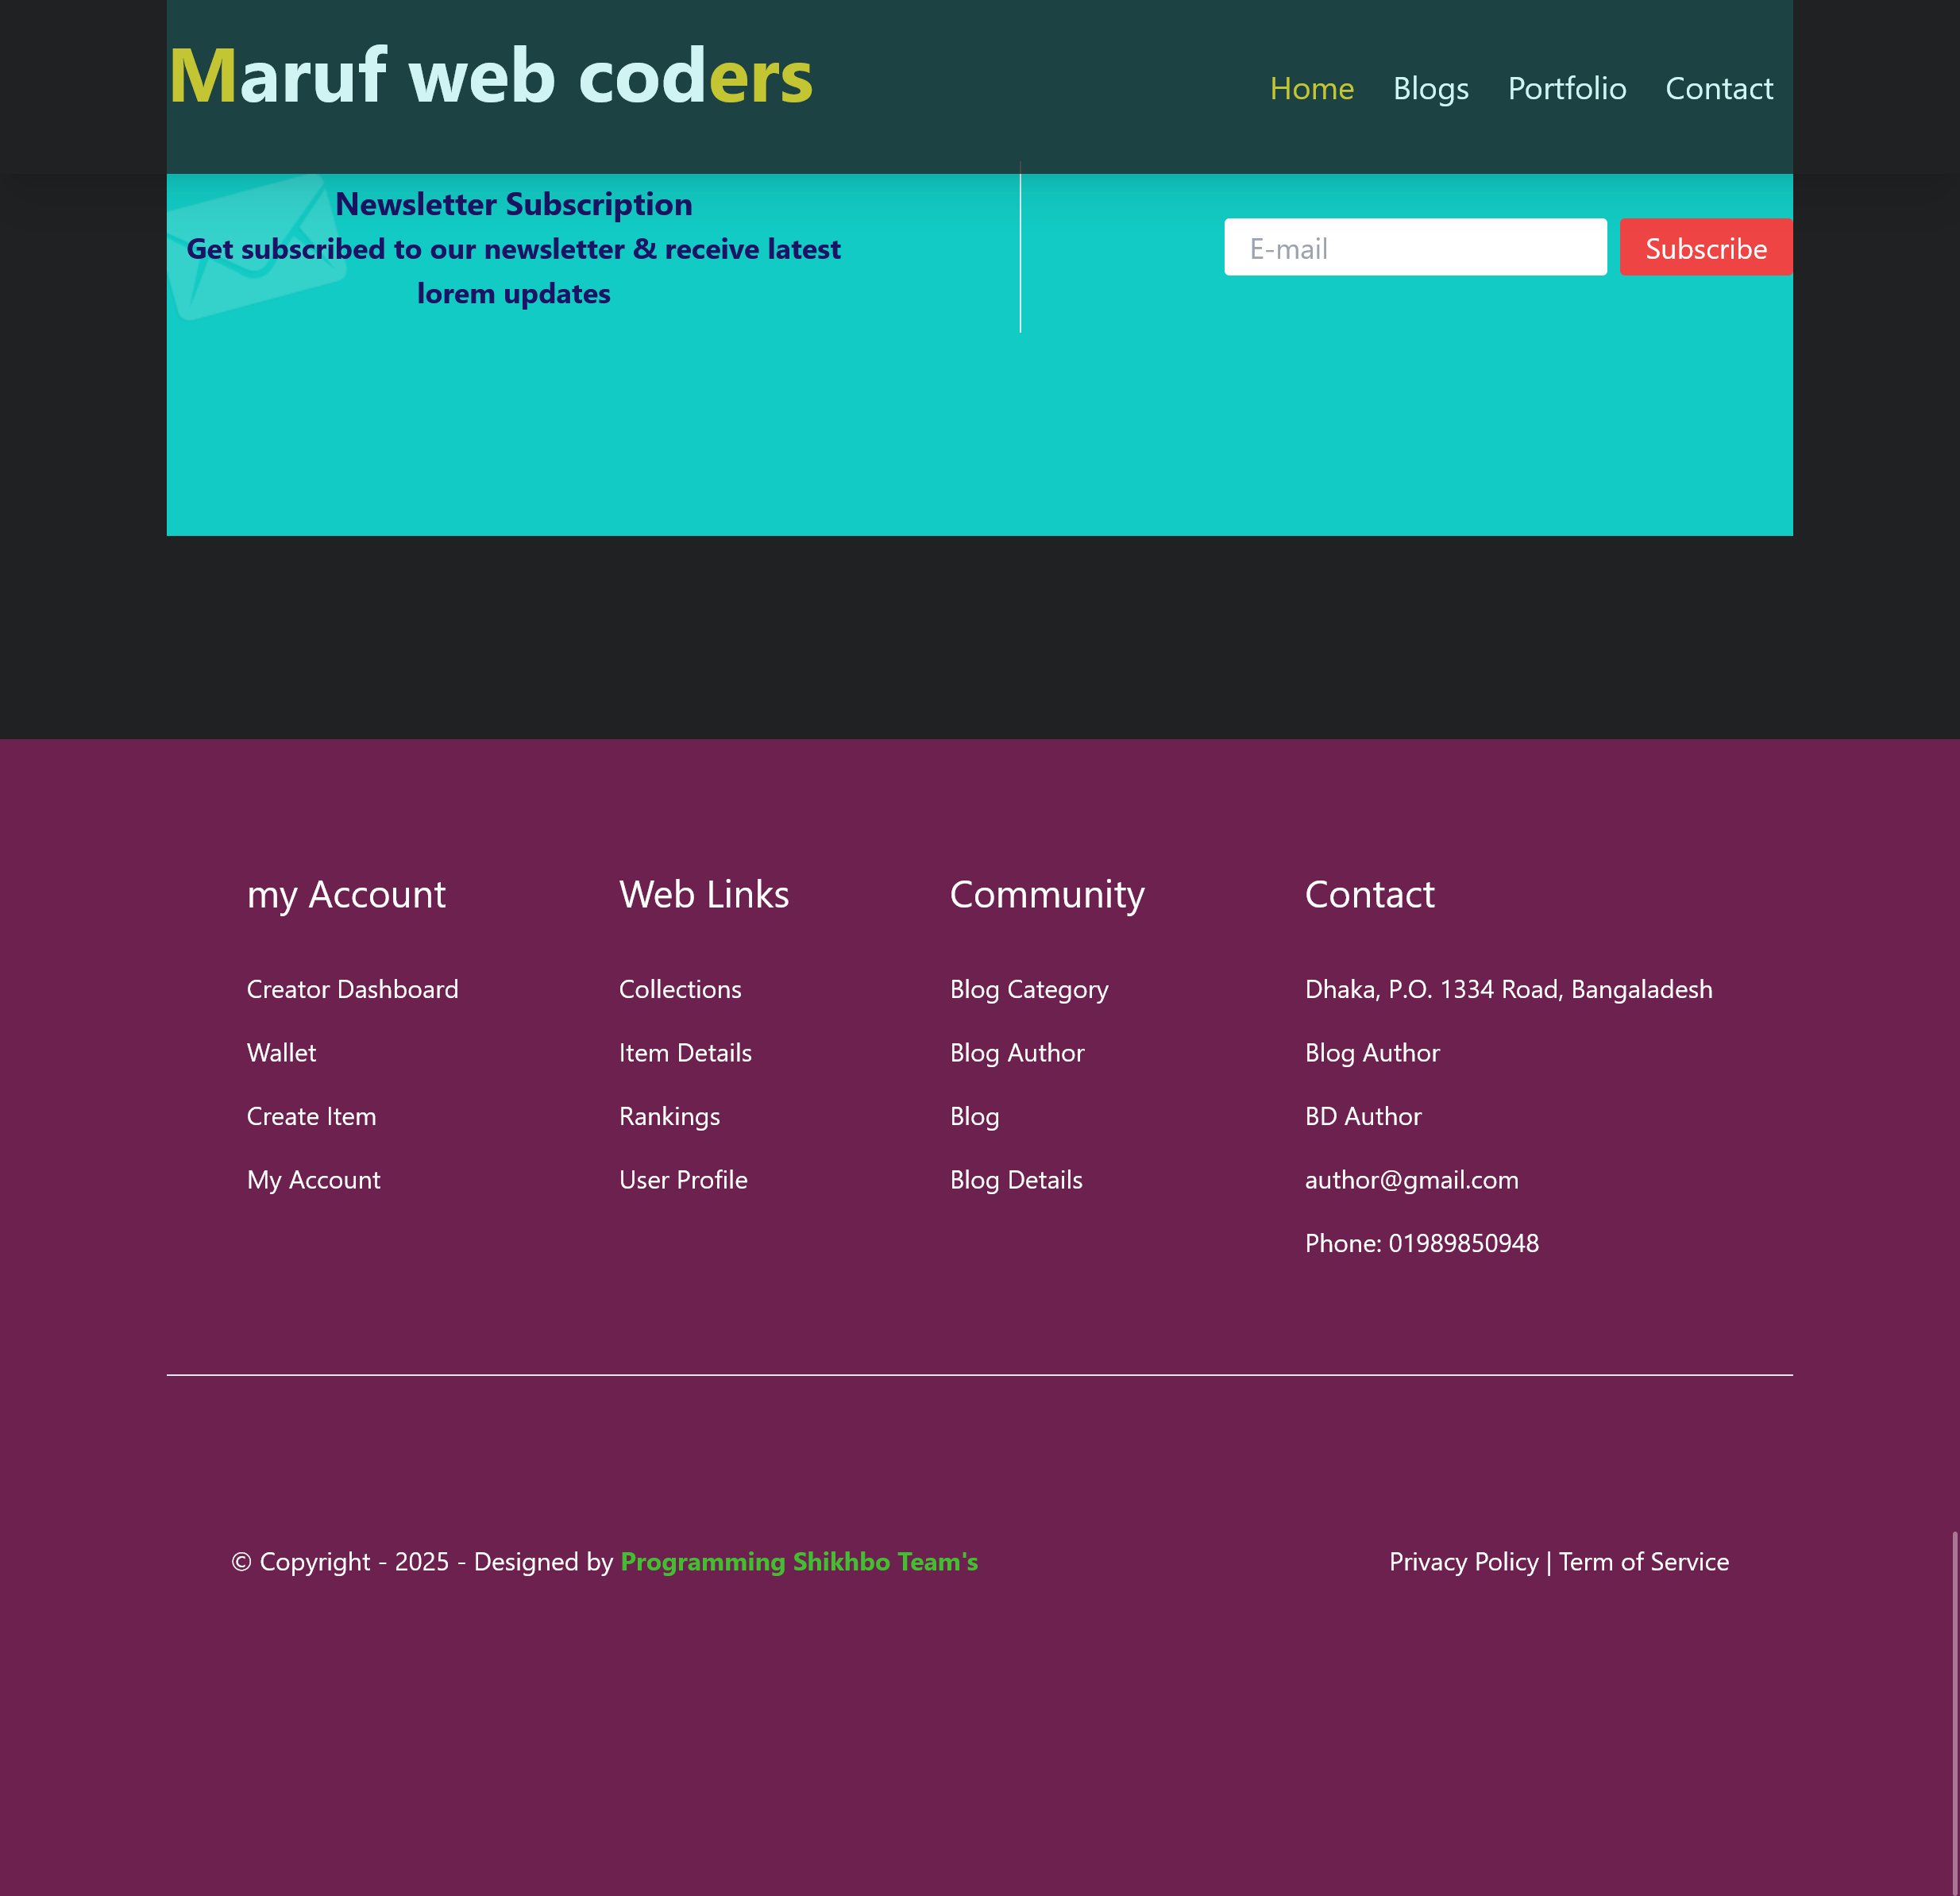 Maruf web coders
Home Blogs Portfolio Contact
Newsletter Subscription
Get subscribed to our newsletter & receive latest
lorem updates
E-mail
Subscribe
my Account
Creator Dashboard
Wallet
Create Item
My Account
Web Links
Collections
Item Details
Rankings
User Profile
Community
Blog Category
Blog Author
Blog
Blog Details
Contact
Dhaka, P.O. 1334 Road, Bangaladesh
Blog Author
BD Author
author@gmail.com
Phone: 01989850948
© Copyright - 2025 - Designed by Programming Shikhbo Team's
Privacy Policy | Term of Service